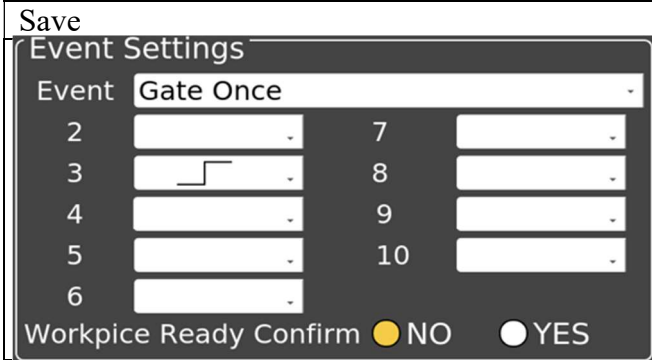 Save
Event Settings
Event Gate Once
2 7
3 8
4 9
5 10
6
Workpice Ready Confirm NO YES